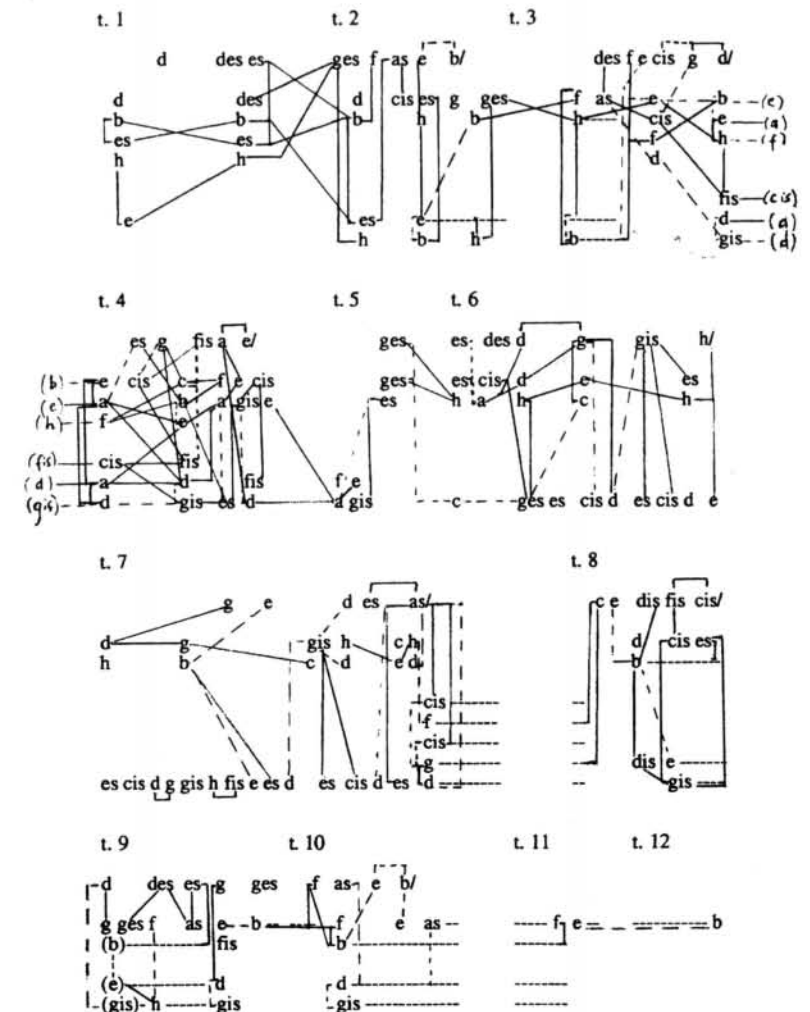 t. 1 t. 2 t. 3
d des es ges f as e b/ des f e cis g d/
d des d cis es g ges f as e b (e)
b b b h b h cis e (a)
es es f h (f)
h h d
e es e fis (cis)
h b h b d (a)
gis (d)
t. 4 t. 5 t. 6
es g fis a e/ ges es des d g gis h/
(b) e cis c f e cis ges es cis d e es
(e) a b a gis e es h a h c h
(h) f e
(fis) cis fis
(d) a d fis f e
(gis) d gis es d a gis c ges es cis d es cis d e
t. 7 t. 8
g e d es as/ c e dis fis cis/
d g gis h c h d cis es
h b c d e d b
cis
f
cis
g dis e
es cis d g gis h fis e es d es cis d es d gis
t. 9 t. 10 t. 11 t. 12
d des es g ges f as e b/
g ges f as e b f e as f e b
(b) fis b
(e) d d
(gis) h gis gis